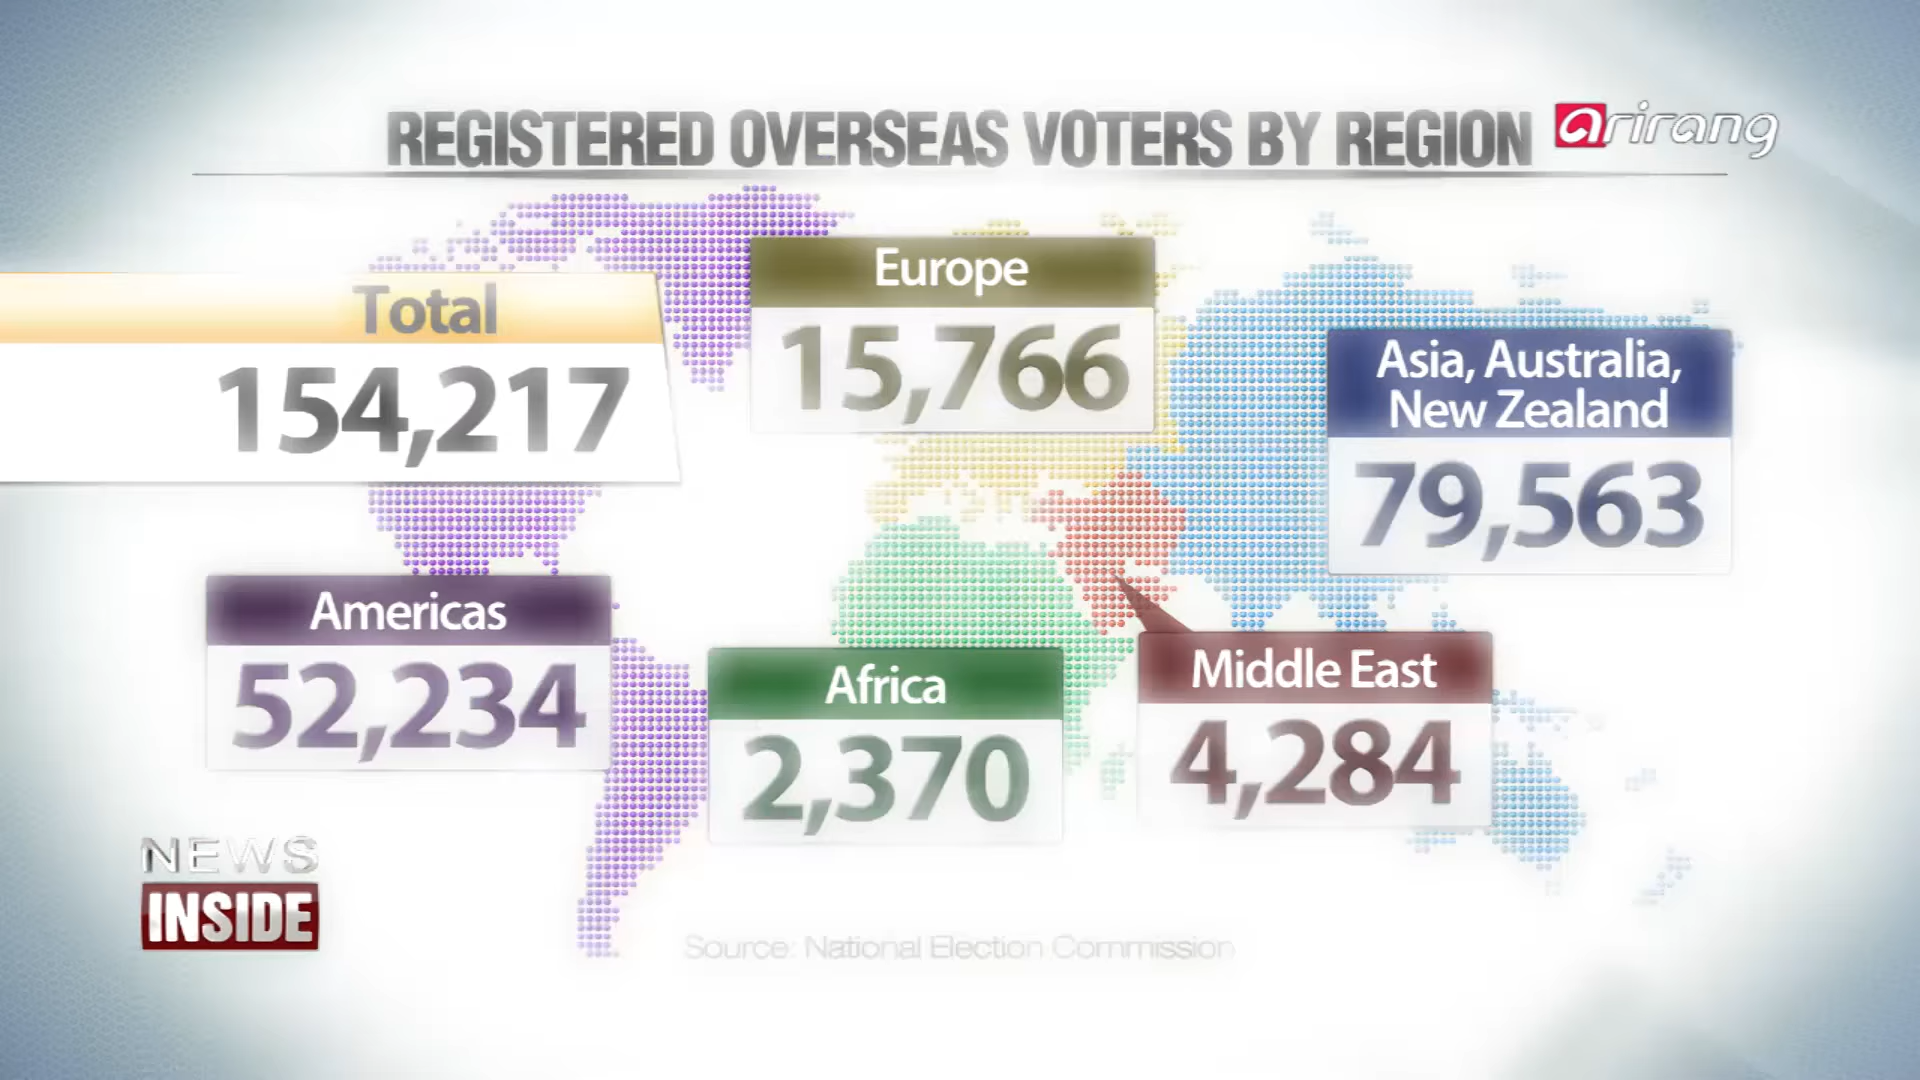 REGISTERED OVERSEAS VOTERS BY REGION
arirang
Total
154,217
Europe
15,766
Asia, Australia,
New Zealand
79,563
Americas
52,234
Africa
2,370
Middle East
4,284
NEWS
INSIDE
Source: National Election Commission